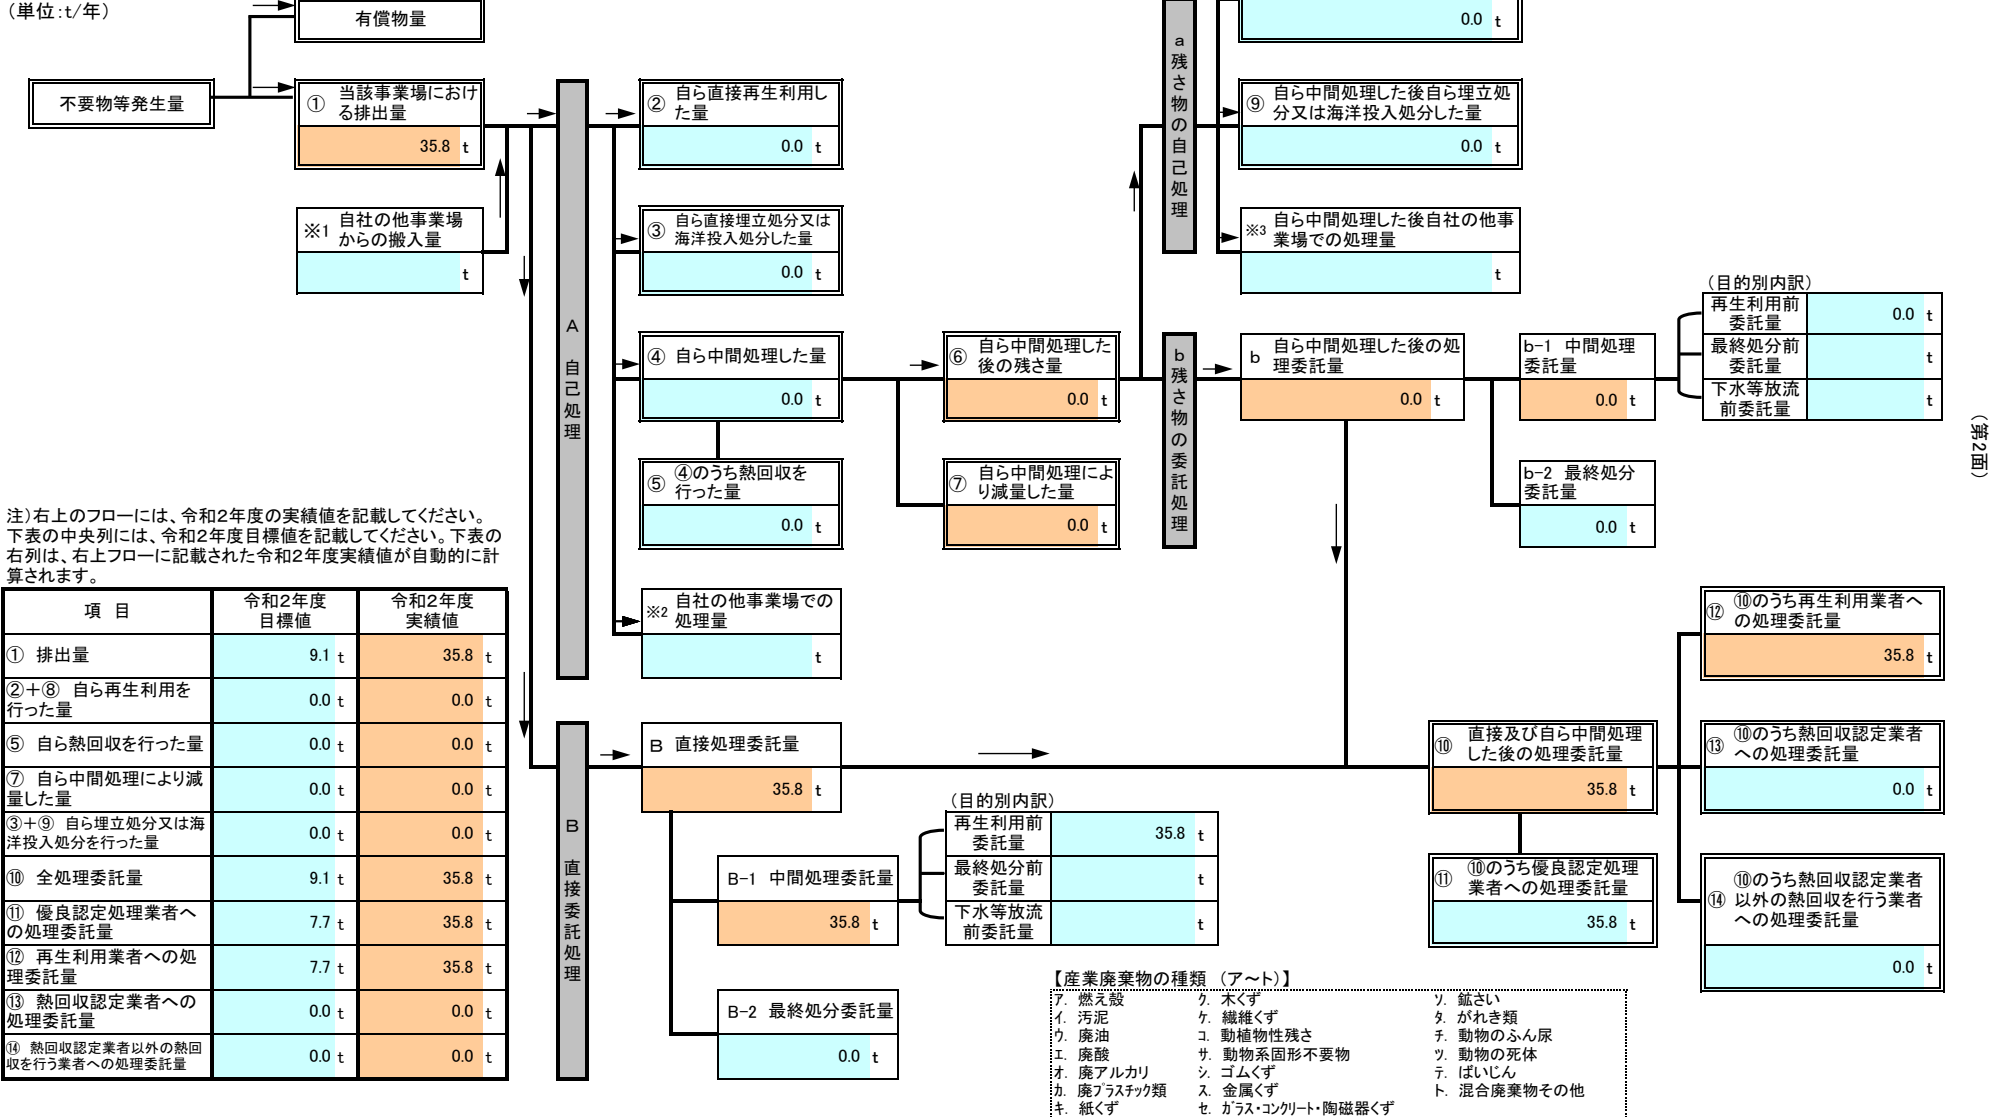 （単位：t/年）
有償物量
不要物等発生量
① 当該事業場におけ
る排出量
35.8 t
※1 自社の他事業場
からの搬入量
t
A 自己処理
② 自ら直接再生利用し
た量
0.0 t
③ 自ら直接埋立処分又は
海洋投入処分した量
0.0 t
④ 自ら中間処理した量
0.0 t
⑤ ④のうち熱回収を
行った量
0.0 t
※2 自社の他事業場での
処理量
t
⑥ 自ら中間処理した
後の残さ量
0.0 t
⑦ 自ら中間処理によ
り減量した量
0.0 t
a残さ物の自己処理
0.0 t
⑨ 自ら中間処理した後自ら埋立処
分又は海洋投入処分した量
0.0 t
※3 自ら中間処理した後自社の他事
業場での処理量
t
b残さ物の委託処理
b 自ら中間処理した後の処
理委託量
0.0 t
b-1 中間処理
委託量
0.0 t
b-2 最終処分
委託量
0.0 t
（目的別内訳）
再生利用前
委託量
0.0 t
最終処分前
委託量
t
下水等放流
前委託量
t
（第2面）
注）右上のフローには、令和2年度の実績値を記載してください。
下表の中央列には、令和2年度目標値を記載してください。下表の
右列は、右上フローに記載された令和2年度実績値が自動的に計
算されます。
項 目 令和2年度 目標値 令和2年度 実績値
① 排出量 9.1 t 35.8 t
②＋⑧ 自ら再生利用を
行った量 0.0 t 0.0 t
⑤ 自ら熱回収を行った量 0.0 t 0.0 t
⑦ 自ら中間処理により減
量した量 0.0 t 0.0 t
③＋⑨ 自ら埋立処分又は海
洋投入処分を行った量 0.0 t 0.0 t
⑩ 全処理委託量 9.1 t 35.8 t
⑪ 優良認定処理業者へ
の処理委託量 7.7 t 35.8 t
⑫ 再生利用業者への処
理委託量 7.7 t 35.8 t
⑬ 熱回収認定業者への
処理委託量 0.0 t 0.0 t
⑭ 熱回収認定業者以外の熱回
収を行う業者への処理委託量 0.0 t 0.0 t
B 直接委託処理
B 直接処理委託量
35.8 t
B-1 中間処理委託量
35.8 t
B-2 最終処分委託量
0.0 t
（目的別内訳）
再生利用前
委託量
35.8 t
最終処分前
委託量
t
下水等放流
前委託量
t
⑩ 直接及び自ら中間処理
した後の処理委託量
35.8 t
⑪ ⑩のうち優良認定処理
業者への処理委託量
35.8 t
⑫ ⑩のうち再生利用業者へ
の処理委託量
35.8 t
⑬ ⑩のうち熱回収認定業者
への処理委託量
0.0 t
⑭ ⑩のうち熱回収認定業者
以外の熱回収を行う業者
への処理委託量
0.0 t
【産業廃棄物の種類 （ア～ト）】
ア. 燃え殻 ク. 木くず ソ. 鉱さい
イ. 汚泥 ケ. 繊維くず タ. がれき類
ウ. 廃油 コ. 動植物性残さ チ. 動物のふん尿
エ. 廃酸 サ. 動物系固形不要物 ツ. 動物の死体
オ. 廃アルカリ シ. ゴムくず テ. ばいじん
カ. 廃プラスチック類 ス. 金属くず ト. 混合廃棄物その他
キ. 紙くず セ. ガラス・コンクリート・陶磁器くず